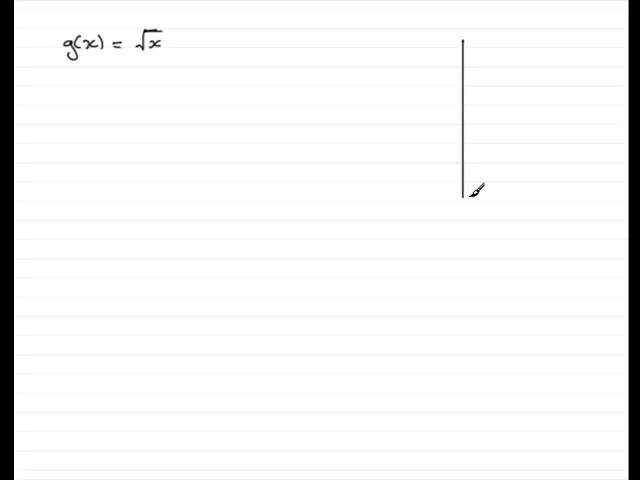 g(x) = √x